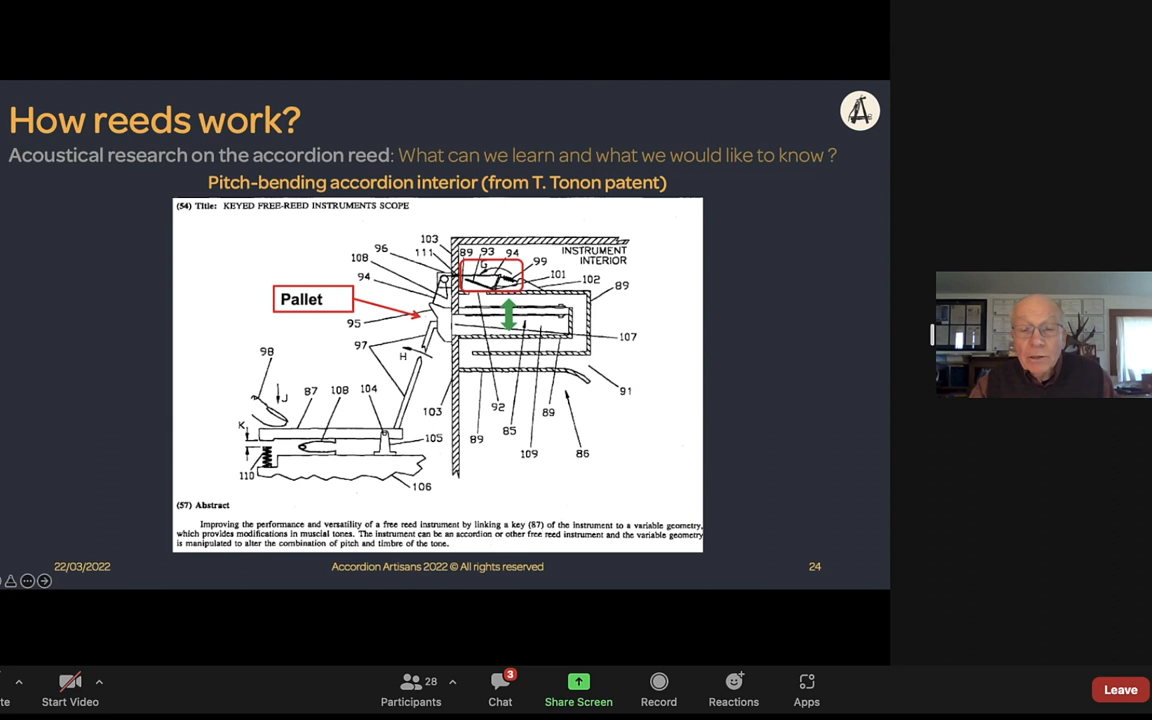 How reeds work?
Acoustical research on the accordion reed: What can we learn and what we would like to know ?
Pitch-bending accordion interior (from T. Tonon patent)
(54) Title: KEYED FREE-REED INSTRUMENTS SCOPE
103
96
111
89
93
94
INSTRUMENT
INTERIOR
108
G
99
94
101
102
89
Pallet
95
107
97
98
H
J
87
108
104
91
103
92
89
K
85
105
89
109
86
110
106
(57) Abstract
Improving the performance and versatility of a free reed instrument by linking a key (87) of the instrument to a variable geometry,
which provides modifications in muscial tones. The instrument can be an accordion or other free reed instrument and the variable geometry
is manipulated to alter the combination of pitch and timbre of the tone.
22/03/2022
Accordion Artisans 2022 © All rights reserved
24
te
Start Video
Participants
28
Chat
3
Share Screen
Record
Reactions
Apps
Leave